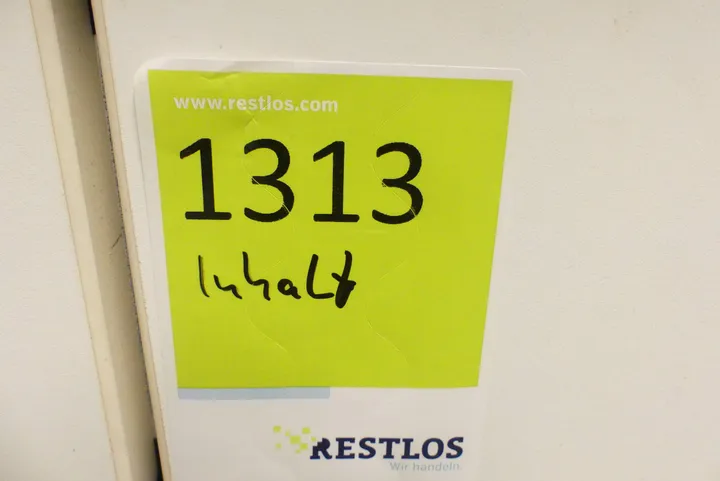 www.restlos.com
1313
Inhalt
RESTLOS
Wir handeln.